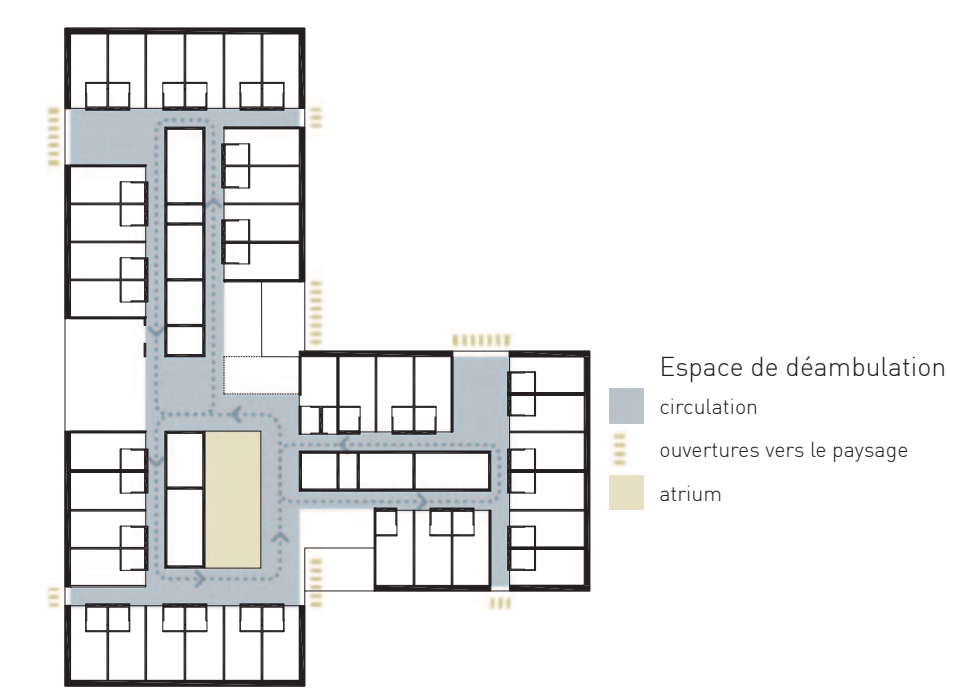 Espace de déambulation
circulation
ouvertures vers le paysage
atrium